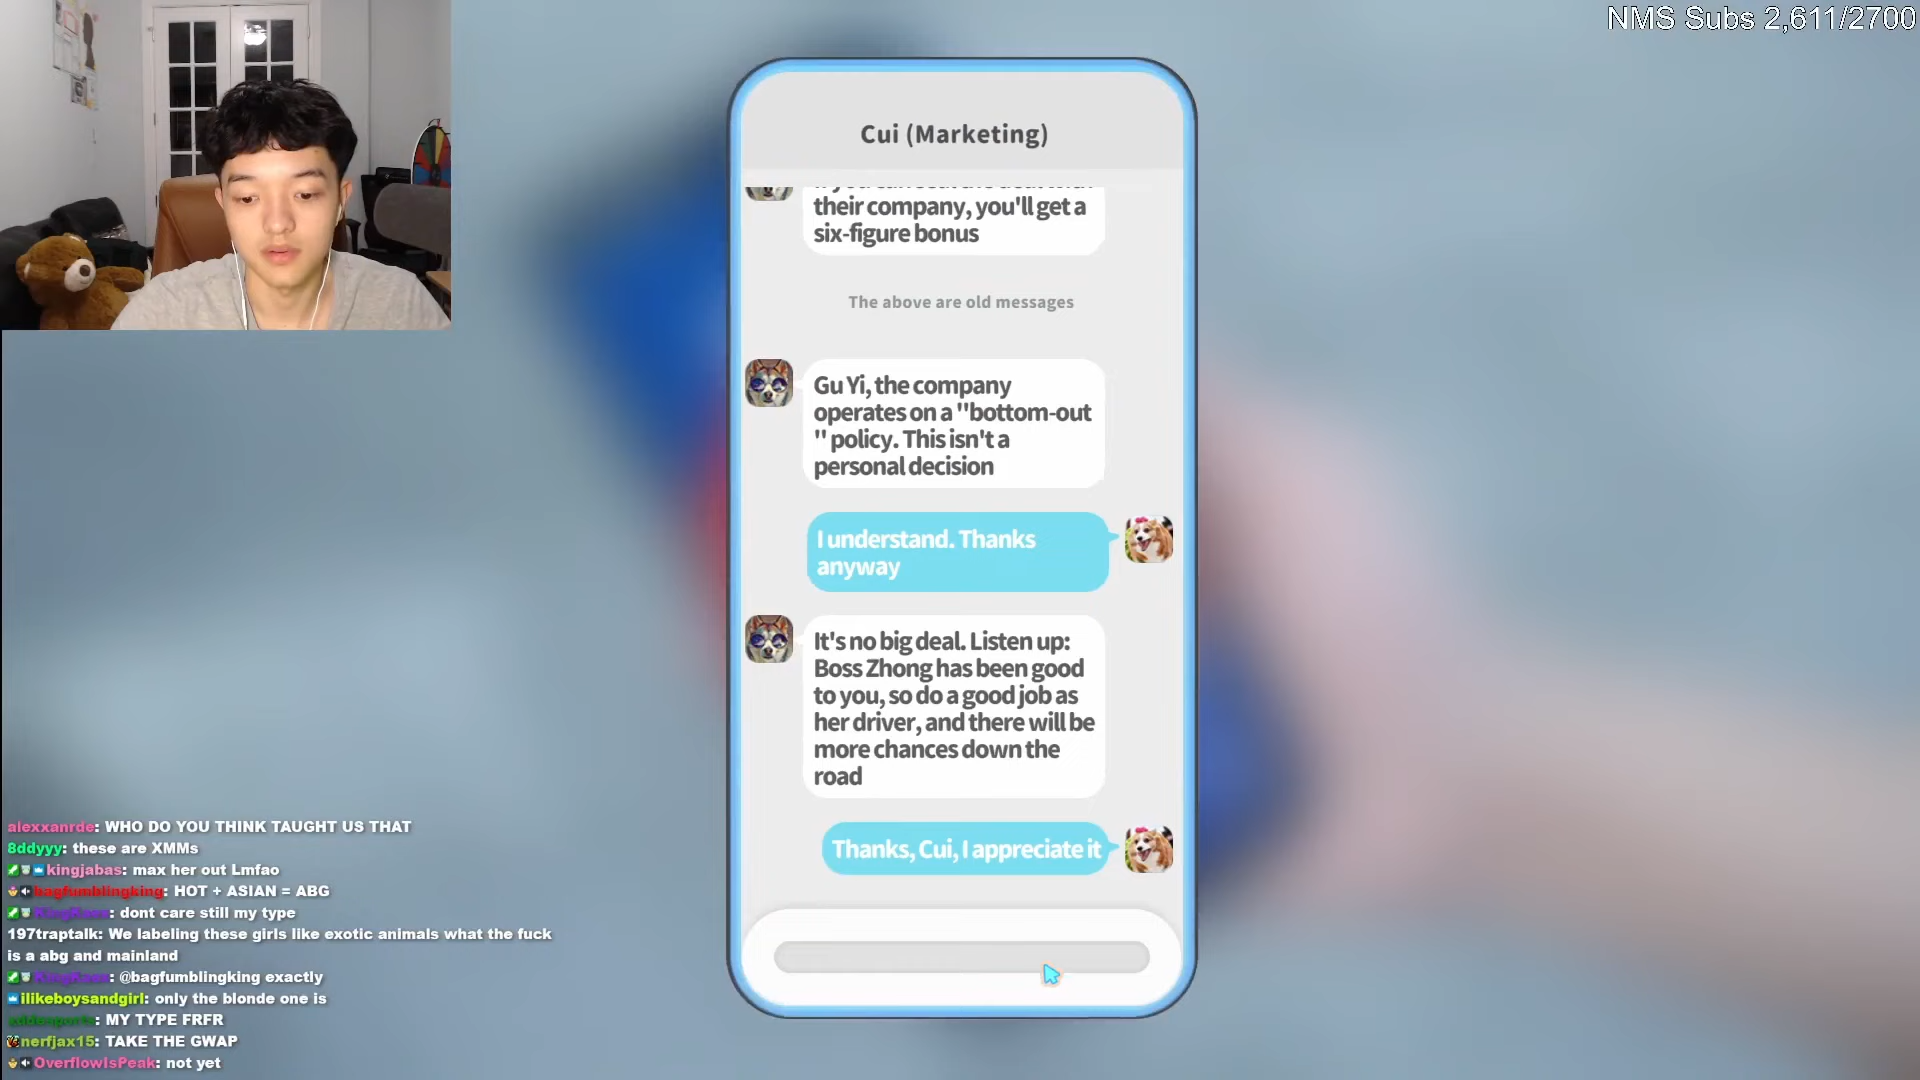 NMS Subs 2,611/2700
Cui (Marketing)
their company, you'll get a
six-figure bonus
The above are old messages
Gu Yi, the company
operates on a "bottom-out
" policy. This isn't a
personal decision
I understand. Thanks
anyway
It's no big deal. Listen up:
Boss Zhong has been good
to you, so do a good job as
her driver, and there will be
more chances down the
road
Thanks, Cui, I appreciate it
alexxanrde: WHO DO YOU THINK TAUGHT US THAT
8ddyyy: these are XMMs
kingjabas: max her out Lmfao
bagfumblingking: HOT + ASIAN = ABG
: dont care still my type
197traptalk: We labeling these girls like exotic animals what the fuck
is a abg and mainland
: @bagfumblingking exactly
ilikeboysandgirl: only the blonde one is
: MY TYPE FRFR
nerfjax15: TAKE THE GWAP
OverflowIsPeak: not yet